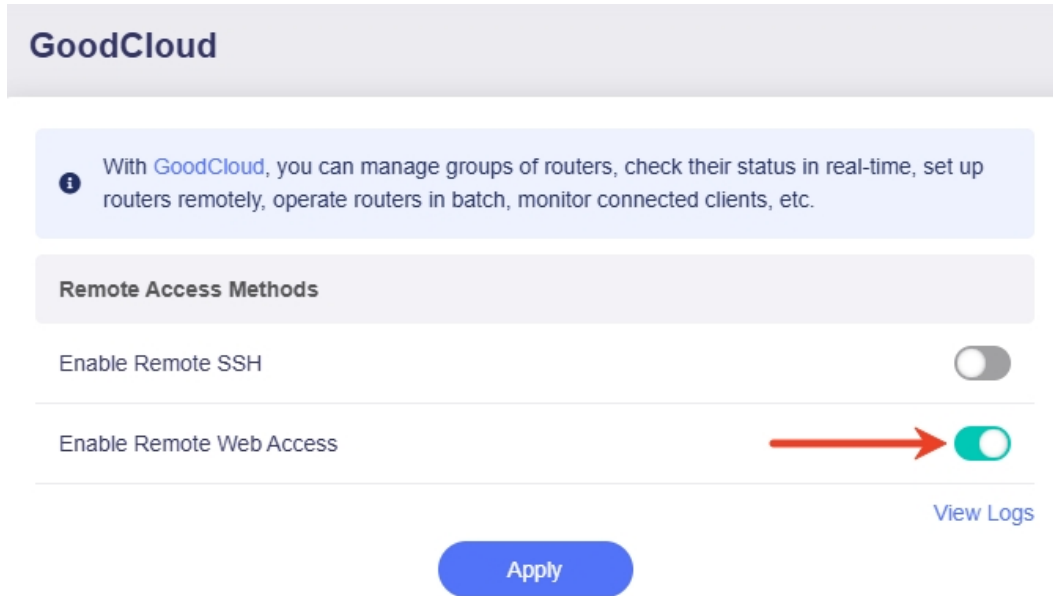 GoodCloud
With GoodCloud, you can manage groups of routers, check their status in real-time, set up
routers remotely, operate routers in batch, monitor connected clients, etc.
Remote Access Methods
Enable Remote SSH
Enable Remote Web Access
View Logs
Apply